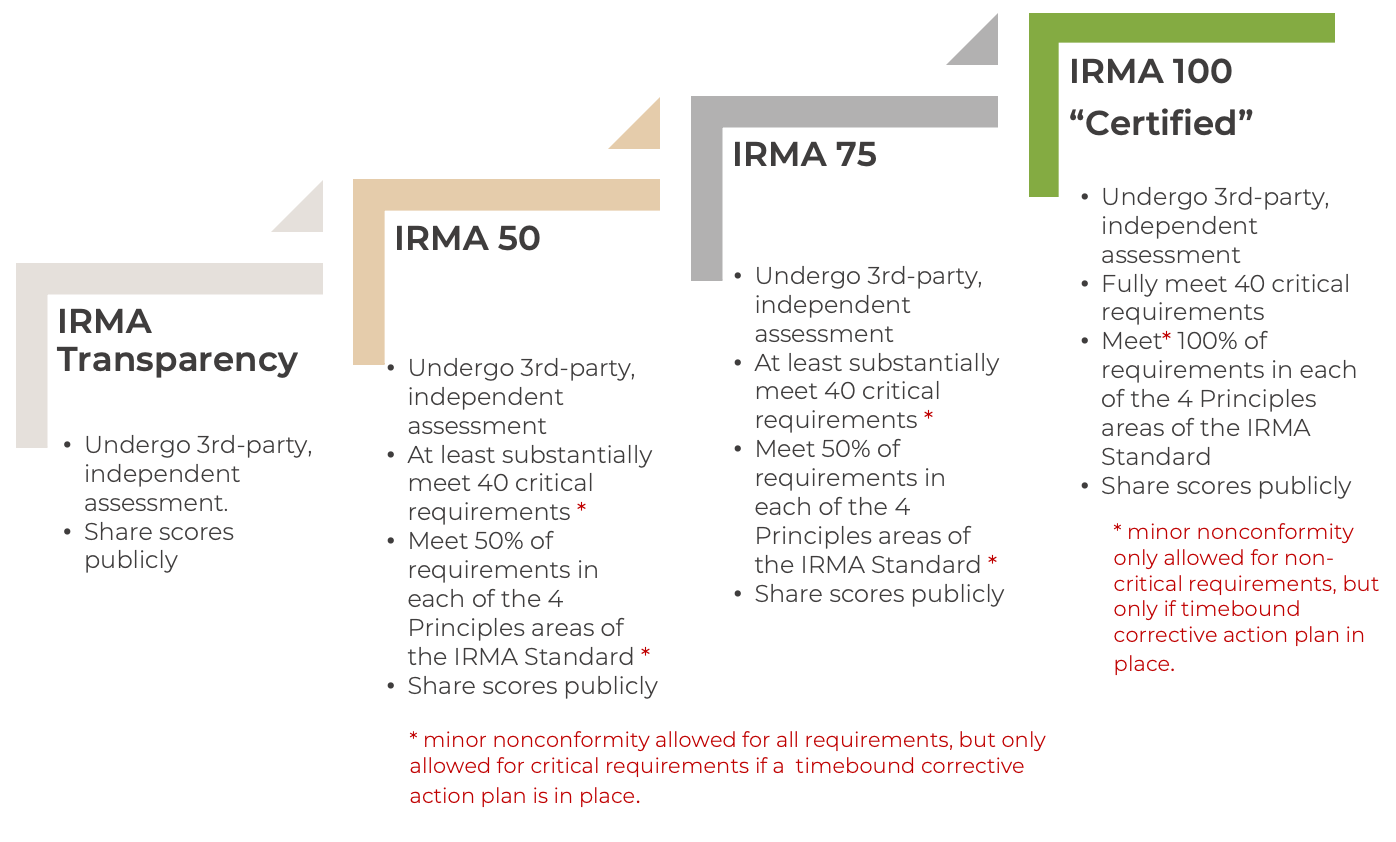 IRMA
Transparency
• Undergo 3rd-party,
independent
assessment.
• Share scores
publicly
IRMA 50
• Undergo 3rd-party,
independent
assessment
• At least substantially
meet 40 critical
requirements *
• Meet 50% of
requirements in
each of the 4
Principles areas of
the IRMA Standard *
• Share scores publicly
IRMA 75
• Undergo 3rd-party,
independent
assessment
• At least substantially
meet 40 critical
requirements *
• Meet 50% of
requirements in
each of the 4
Principles areas of
the IRMA Standard *
• Share scores publicly
* minor nonconformity allowed for all requirements, but only
allowed for critical requirements if a  timebound corrective
action plan is in place.
IRMA 100
“Certified”
• Undergo 3rd-party,
independent
assessment
• Fully meet 40 critical
requirements
• Meet* 100% of
requirements in each
of the 4 Principles
areas of the IRMA
Standard
• Share scores publicly
* minor nonconformity
only allowed for non-
critical requirements, but
only if timebound
corrective action plan in
place.